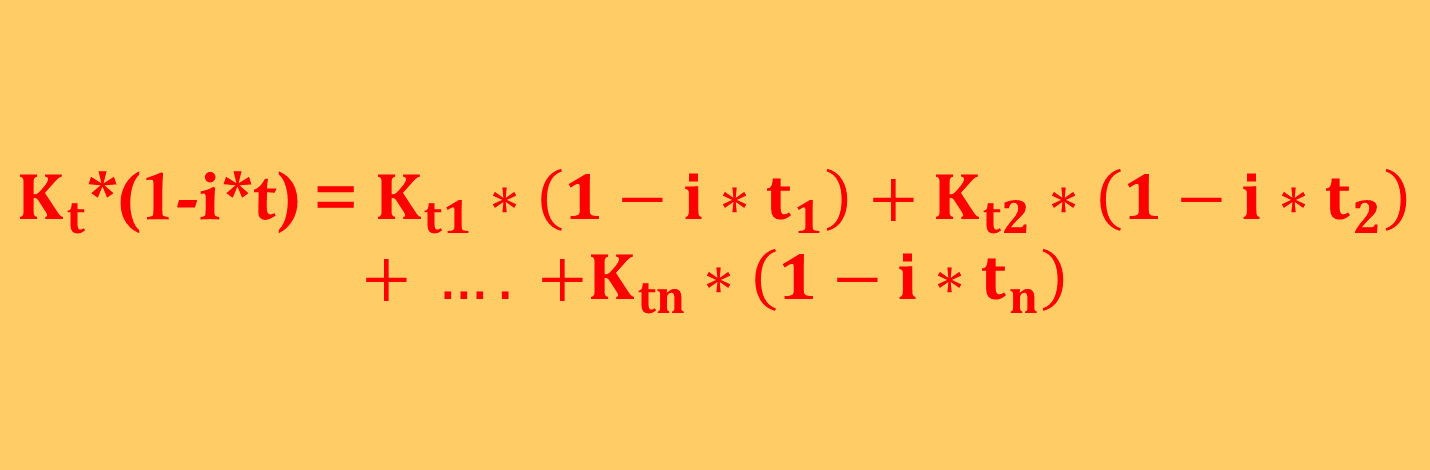 Kₜ*(1-i*t) = Kₜ₁ ∗ (1 − i ∗ t₁) + Kₜ₂ ∗ (1 − i ∗ t₂)
+ …. +Kₜₙ ∗ (1 − i ∗ tₙ)